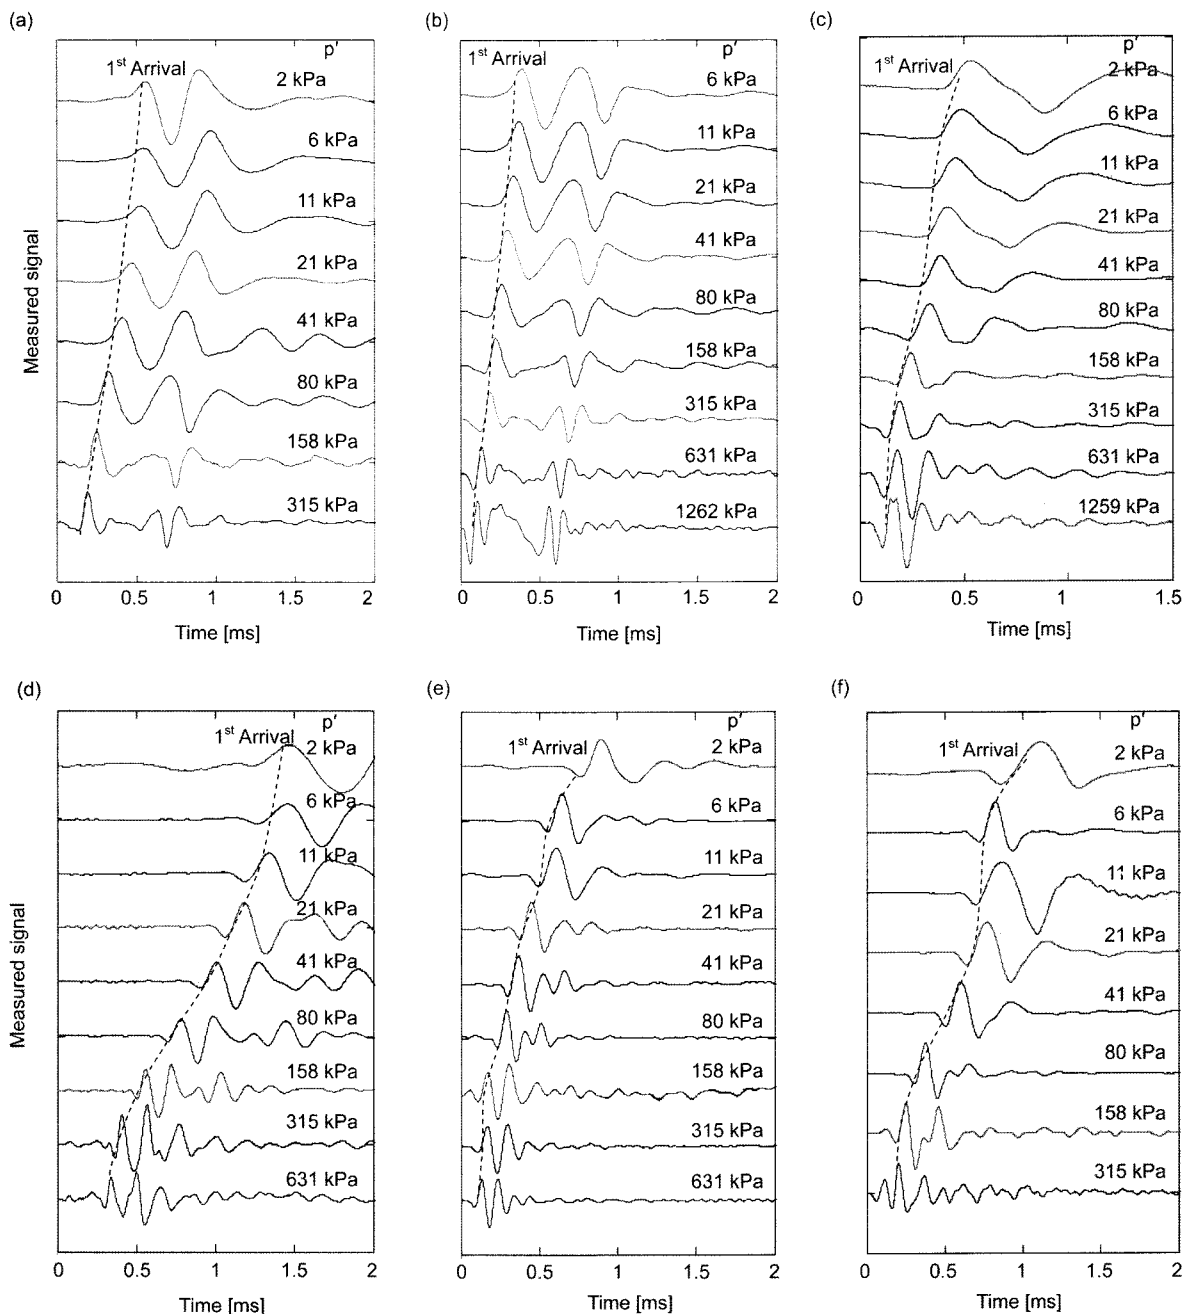 (a)
p′
1st Arrival
2 kPa
6 kPa
11 kPa
21 kPa
41 kPa
80 kPa
158 kPa
315 kPa
Measured signal
0 0.5 1 1.5 2
Time [ms]
(b)
p′
1st Arrival
6 kPa
11 kPa
21 kPa
41 kPa
80 kPa
158 kPa
315 kPa
631 kPa
1262 kPa
0 0.5 1 1.5 2
Time [ms]
(c)
p′
1st Arrival
2 kPa
6 kPa
11 kPa
21 kPa
41 kPa
80 kPa
158 kPa
315 kPa
631 kPa
1259 kPa
0 0.5 1 1.5
Time [ms]
(d)
p′
1st Arrival
2 kPa
6 kPa
11 kPa
21 kPa
41 kPa
80 kPa
158 kPa
315 kPa
631 kPa
Measured signal
0 0.5 1 1.5 2
Time [ms]
(e)
p′
1st Arrival
2 kPa
6 kPa
11 kPa
21 kPa
41 kPa
80 kPa
158 kPa
315 kPa
631 kPa
0 0.5 1 1.5 2
Time [ms]
(f)
p′
1st Arrival
2 kPa
6 kPa
11 kPa
21 kPa
41 kPa
80 kPa
158 kPa
315 kPa
0 0.5 1 1.5 2
Time [ms]